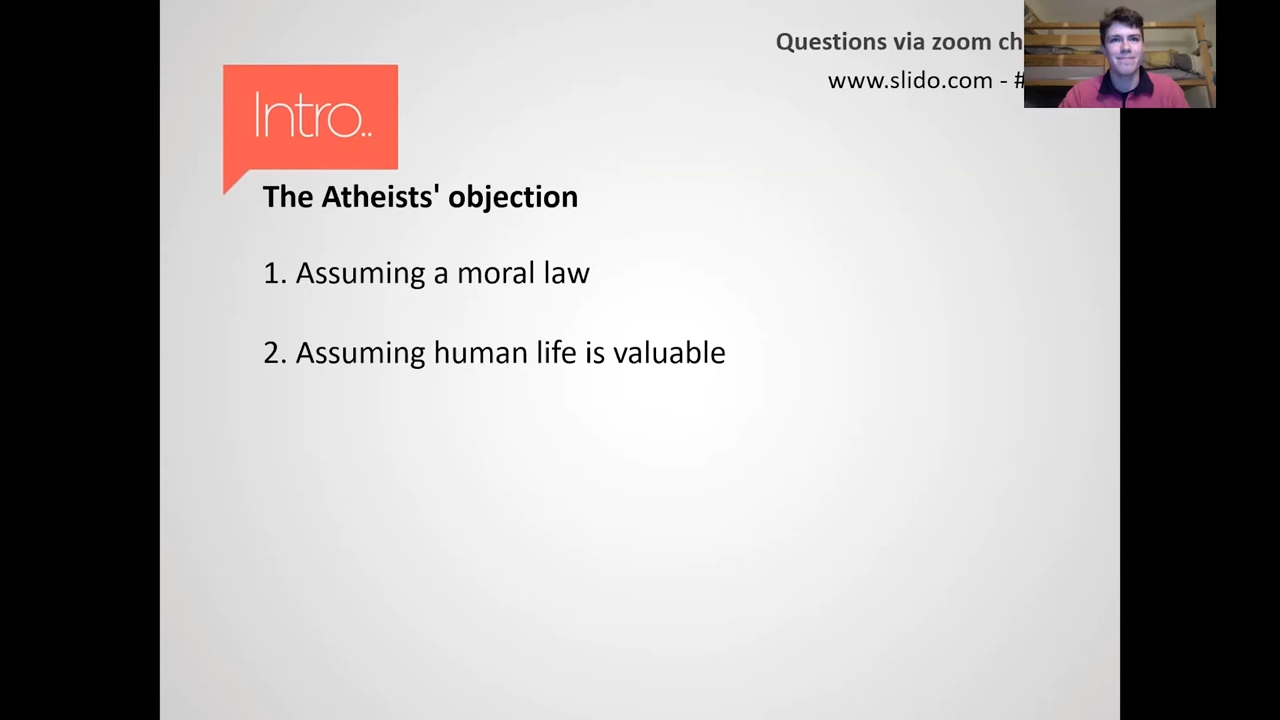 Questions via zoom
www.slido.com - #
Intro..
The Atheists' objection
1. Assuming a moral law
2. Assuming human life is valuable